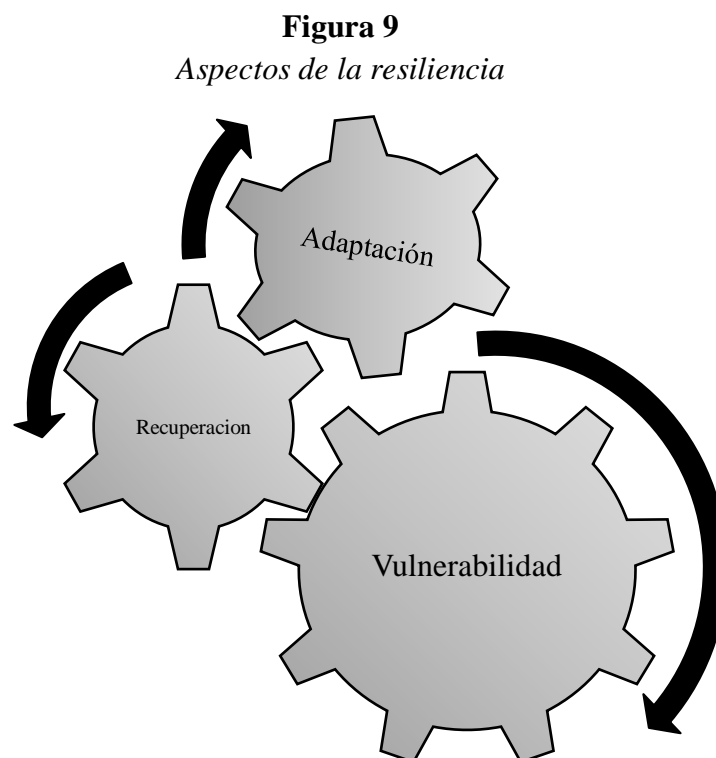 Figura 9
Aspectos de la resiliencia
Adaptación
Recuperacion
Vulnerabilidad